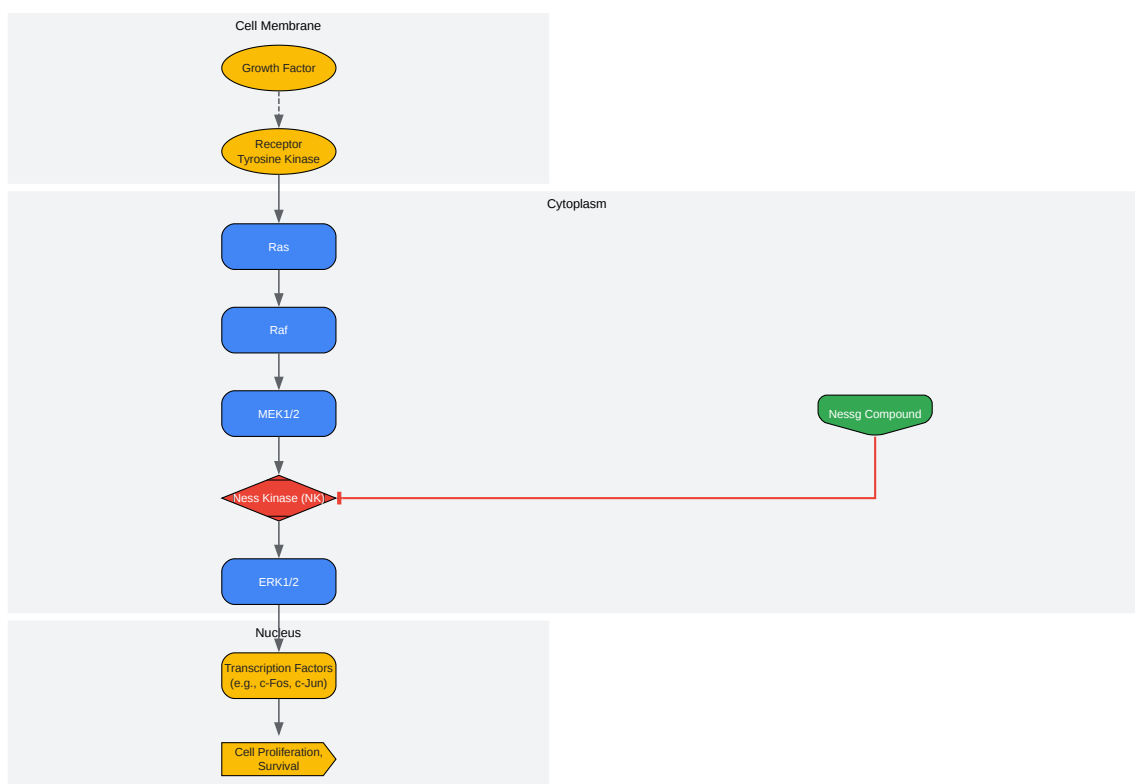 Cell Membrane
Growth Factor
Receptor
Tyrosine Kinase
Cytoplasm
Ras
Raf
MEK1/2
Nessg Compound
Ness Kinase (NK)
ERK1/2
Nucleus
Transcription Factors
(e.g., c-Fos, c-Jun)
Cell Proliferation,
Survival